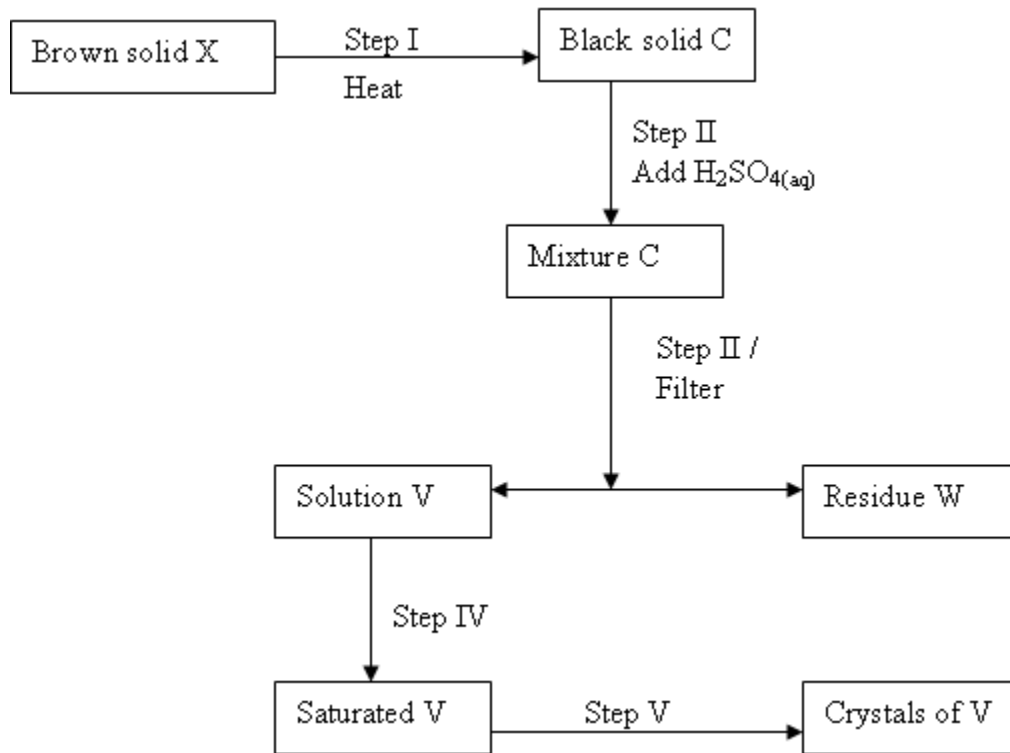 Brown solid X
Step I
Heat
Black solid C
Step II
Add H₂SO₄(aq)
Mixture C
Step II /
Filter
Solution V
Residue W
Step IV
Saturated V
Step V
Crystals of V